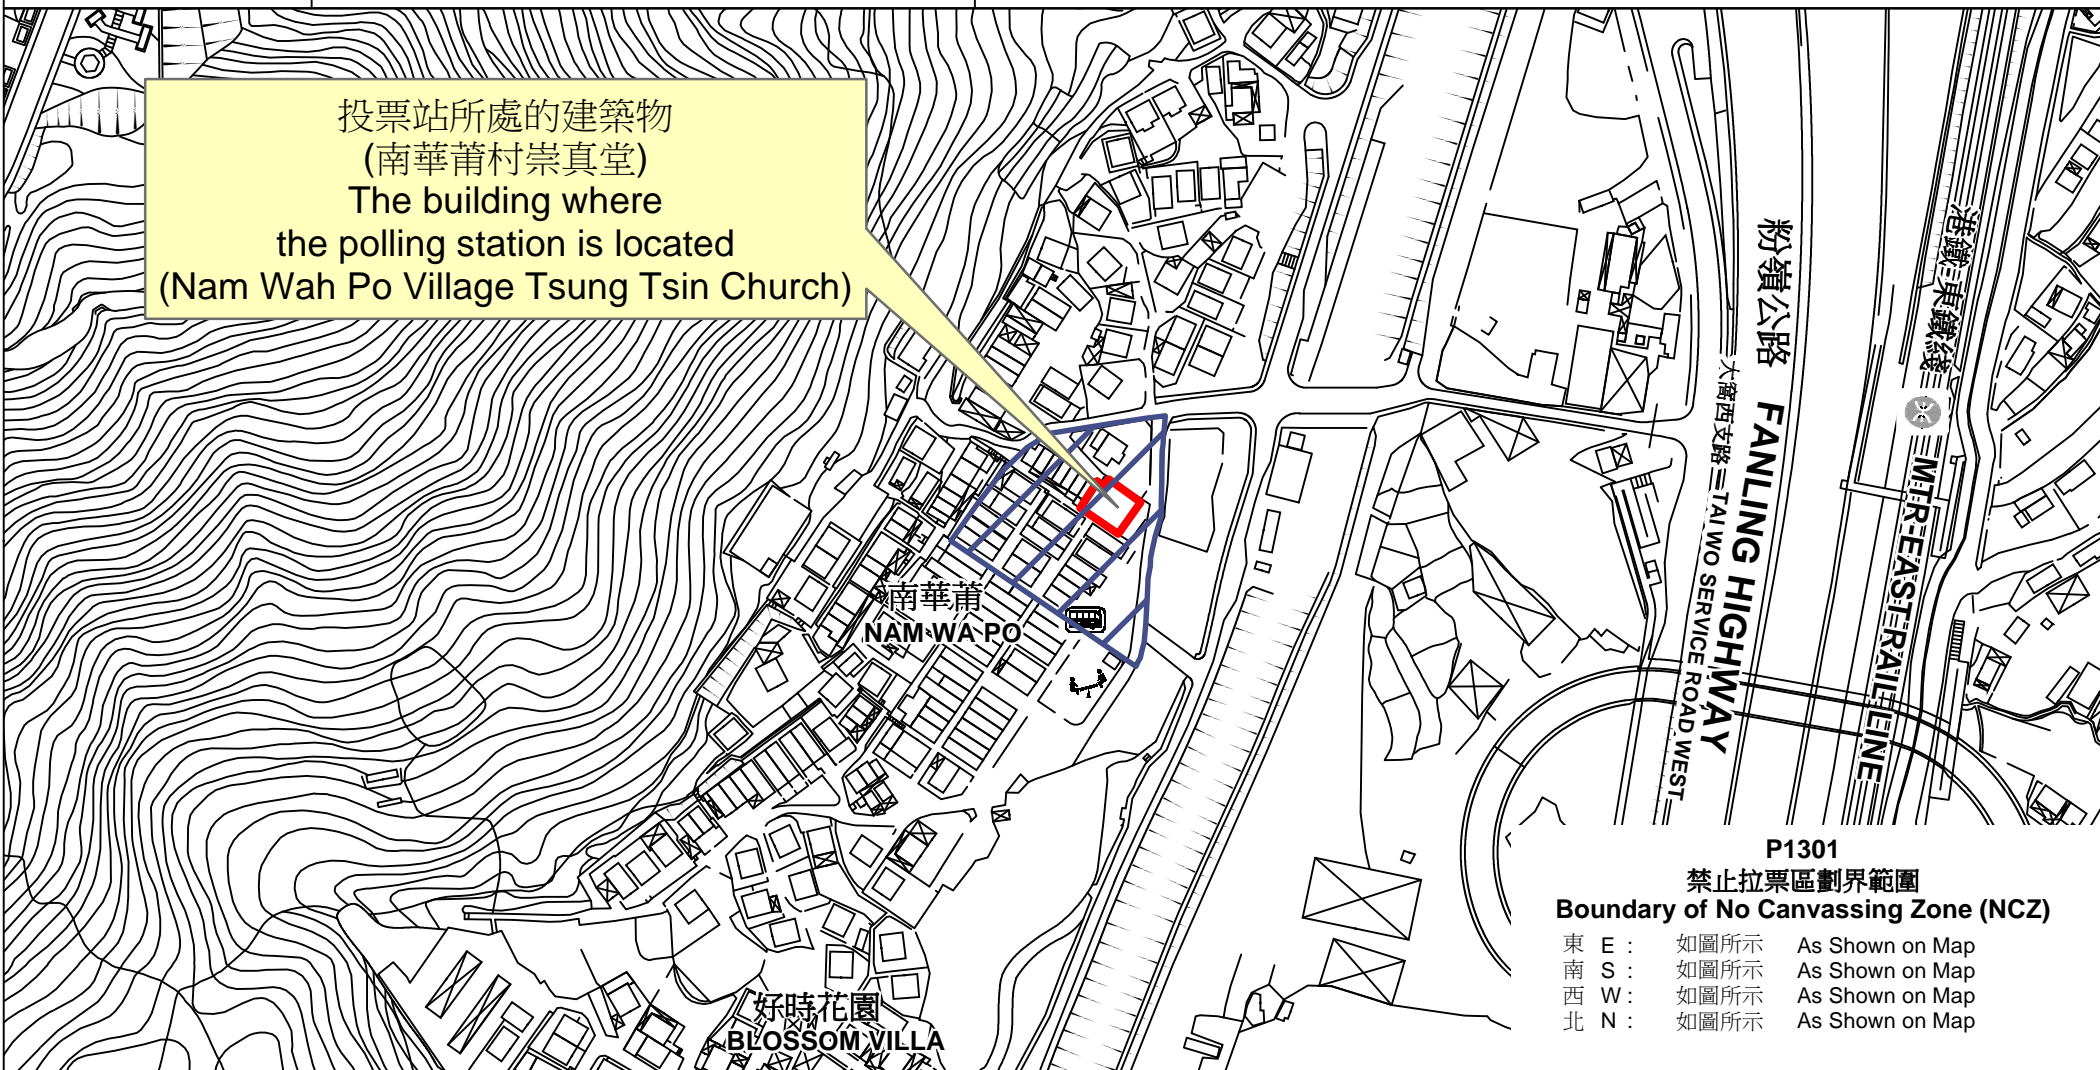 投票站所處的建築物
(南華莆村崇真堂)
The building where
the polling station is located
(Nam Wah Po Village Tsung Tsin Church)
南華莆
NAM WA PO
好時花園
BLOSSOM VILLA
粉嶺公路 FANLING HIGHWAY
大窩西支路 TAI WO SERVICE ROAD WEST
港鐵東鐵綫 MTR EAST RAIL LINE
P1301
禁止拉票區劃界範圍
Boundary of No Canvassing Zone (NCZ)
東 E : 如圖所示 As Shown on Map
南 S : 如圖所示 As Shown on Map
西 W : 如圖所示 As Shown on Map
北 N : 如圖所示 As Shown on Map